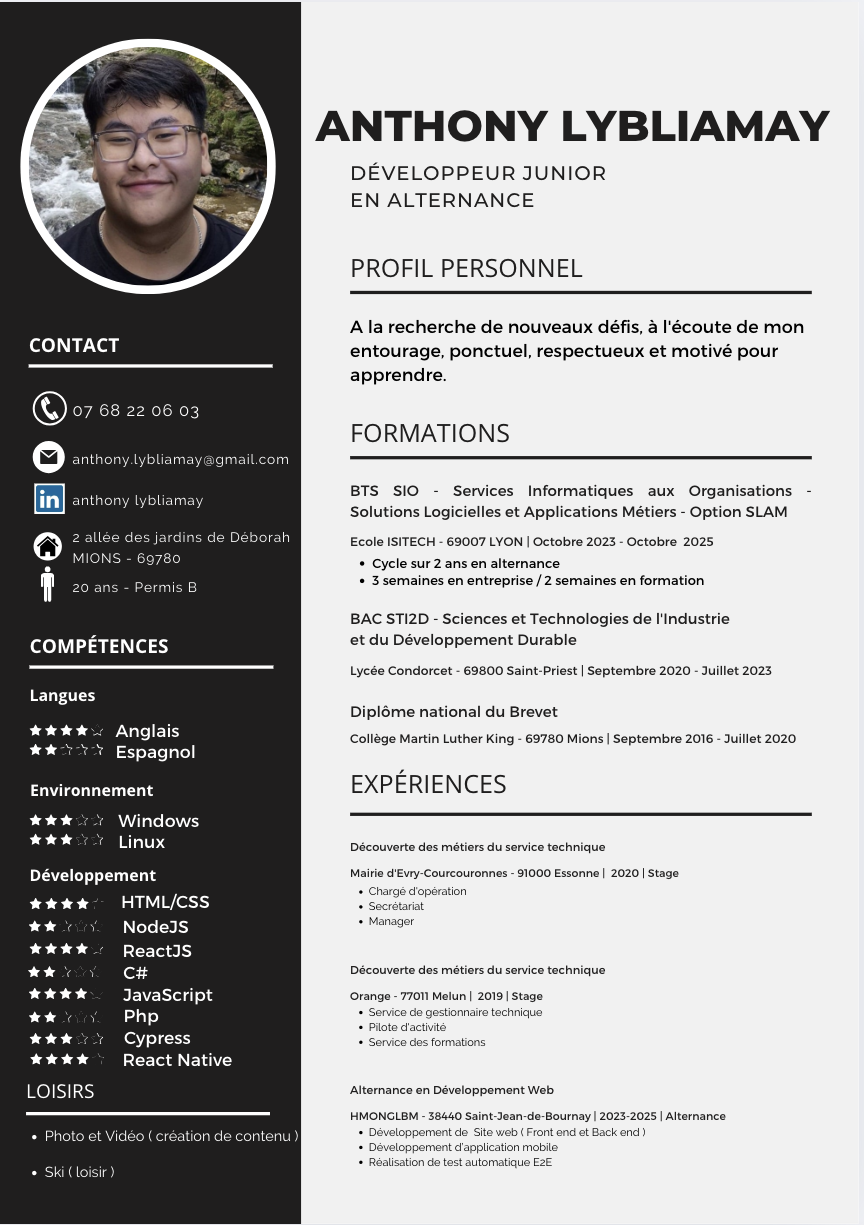 ANTHONY LYBLIAMAY
DÉVELOPPEUR JUNIOR
EN ALTERNANCE
CONTACT
07 68 22 06 03
anthony.lybliamay@gmail.com
in
anthony lybliamay
2 allée des jardins de Déborah
MIONS - 69780
20 ans - Permis B
COMPÉTENCES
Langues
Anglais
Espagnol
Environnement
Windows
Linux
Développement
HTML/CSS
NodeJS
ReactJS
C#
JavaScript
Php
Cypress
React Native
LOISIRS
• Photo et Vidéo ( création de contenu )
• Ski ( loisir )
PROFIL PERSONNEL
A la recherche de nouveaux défis, à l'écoute de mon
entourage, ponctuel, respectueux et motivé pour
apprendre.
FORMATIONS
BTS SIO - Services Informatiques aux Organisations -
Solutions Logicielles et Applications Métiers - Option SLAM
Ecole ISITECH - 69007 LYON | Octobre 2023 - Octobre 2025
• Cycle sur 2 ans en alternance
• 3 semaines en entreprise / 2 semaines en formation
BAC STI2D - Sciences et Technologies de l'Industrie
et du Développement Durable
Lycée Condorcet - 69800 Saint-Priest | Septembre 2020 - Juillet 2023
Diplôme national du Brevet
Collège Martin Luther King - 69780 Mions | Septembre 2016 - Juillet 2020
EXPÉRIENCES
Découverte des métiers du service technique
Mairie d'Evry-Courcouronnes - 91000 Essonne | 2020 | Stage
• Chargé d'opération
• Secrétariat
• Manager
Découverte des métiers du service technique
Orange - 77011 Melun | 2019 | Stage
• Service de gestionnaire technique
• Pilote d'activité
• Service des formations
Alternance en Développement Web
HMONGLBM - 38440 Saint-Jean-de-Bournay | 2023-2025 | Alternance
• Développement de Site web ( Front end et Back end )
• Développement d'application mobile
• Réalisation de test automatique E2E